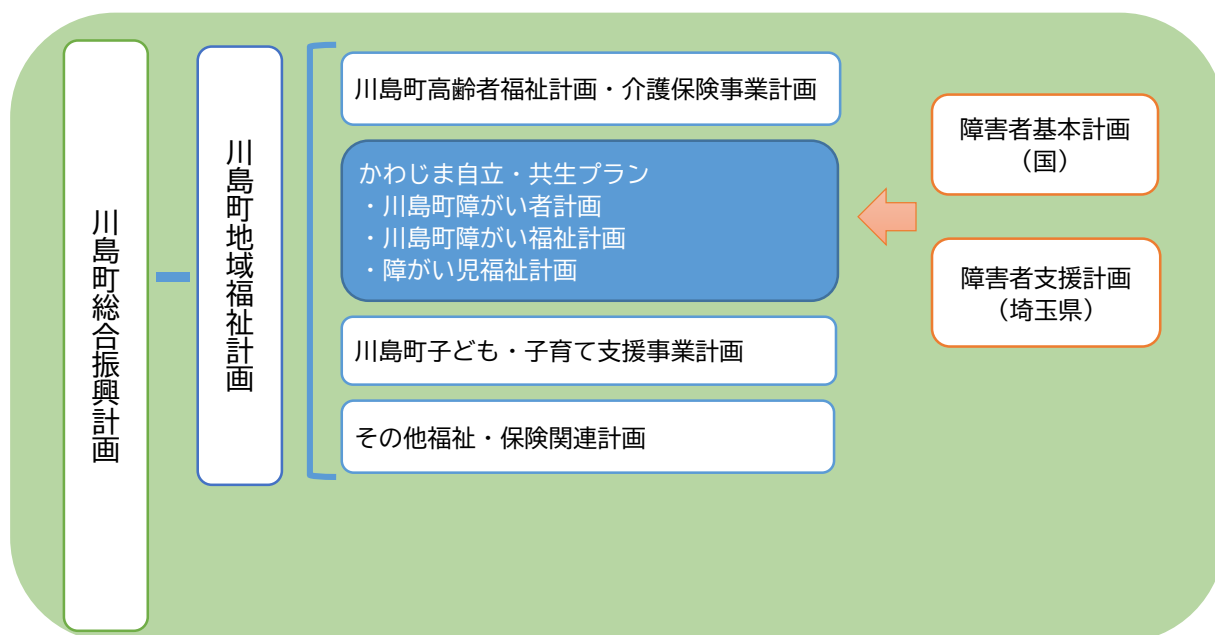 川島町総合振興計画
川島町地域福祉計画
川島町高齢者福祉計画・介護保険事業計画
かわじま自立・共生プラン
・川島町障がい者計画
・川島町障がい福祉計画
・障がい児福祉計画
川島町子ども・子育て支援事業計画
その他福祉・保険関連計画
障害者基本計画
（国）
障害者支援計画
（埼玉県）